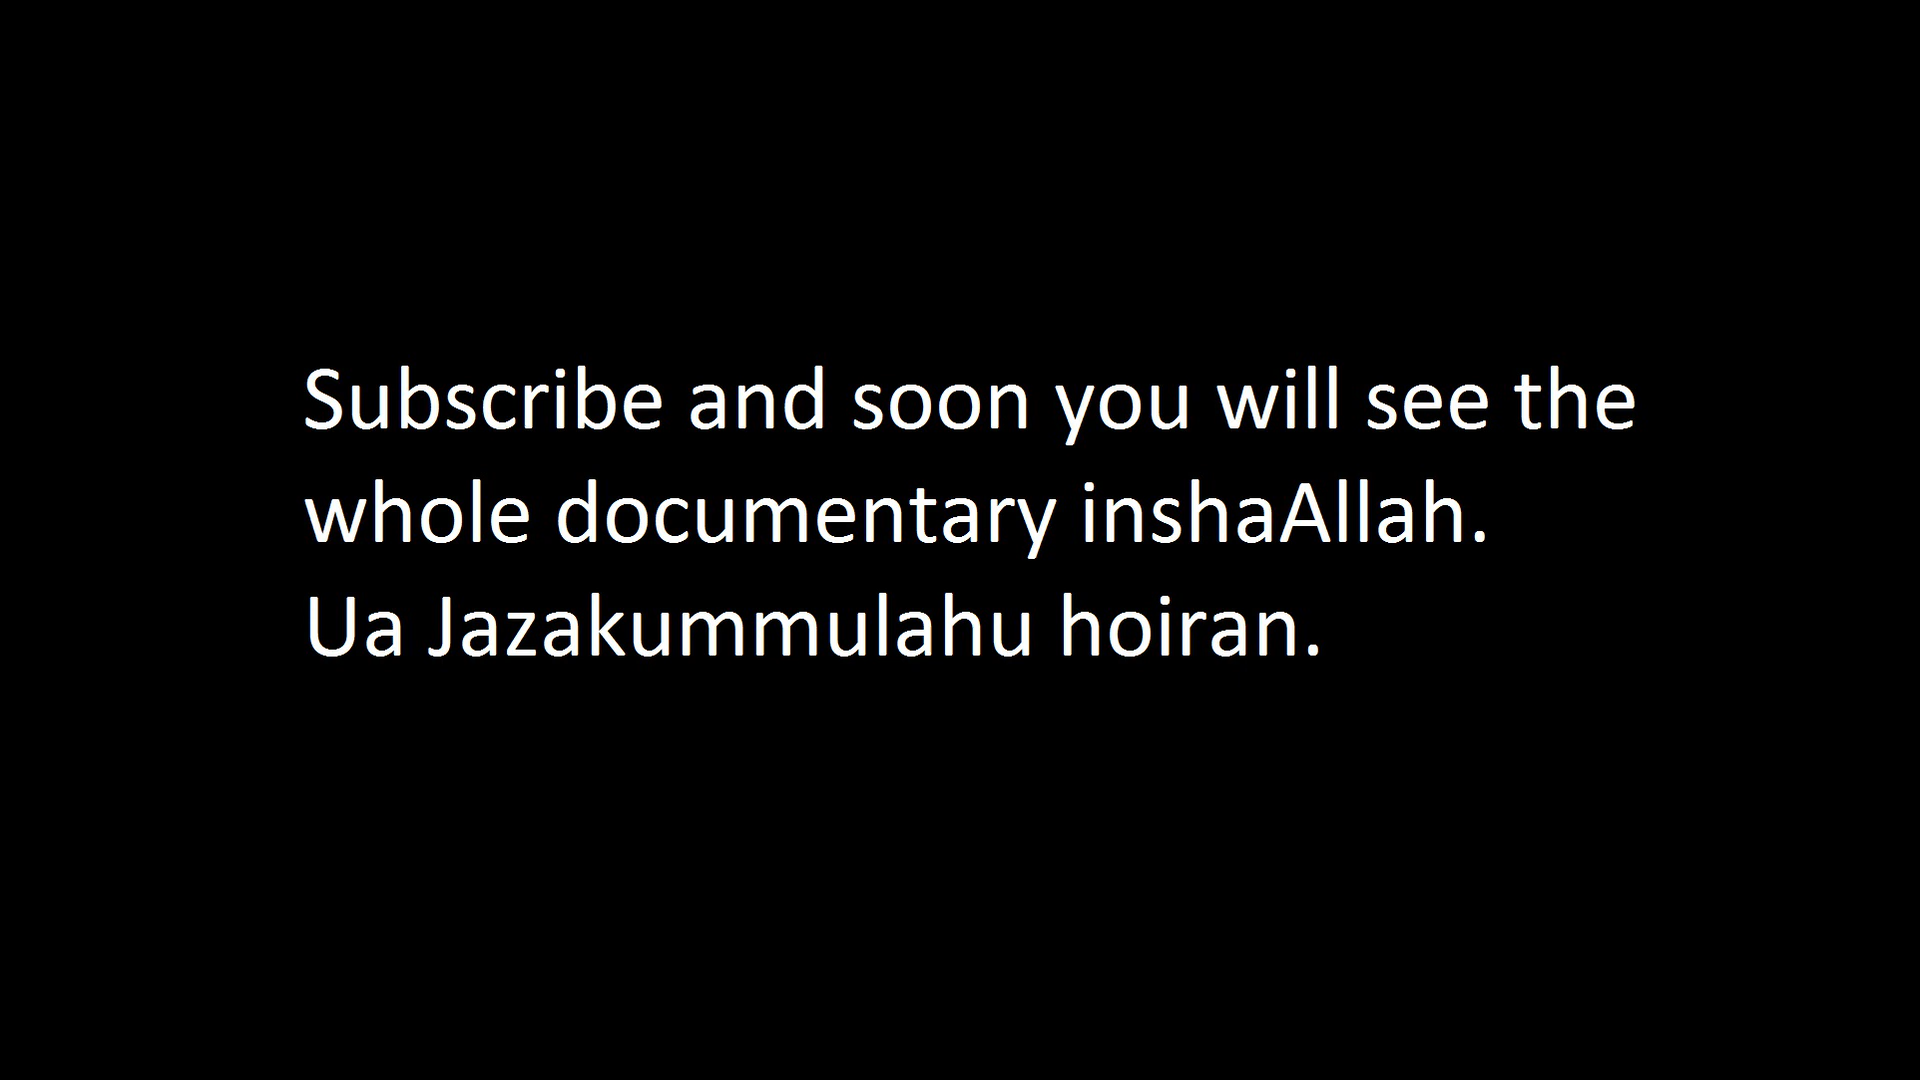 Subscribe and soon you will see the
whole documentary inshaAllah.
Ua Jazakummulahu hoiran.